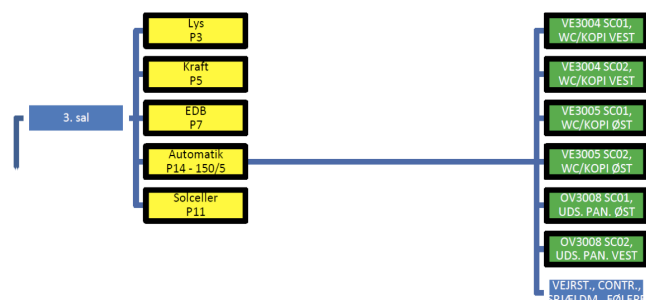 3. sal
Lys
P3
Kraft
P5
EDB
P7
Automatik
P14 - 150/5
Solceller
P11
VE3004 SC01,
WC/KOPI VEST
VE3004 SC02,
WC/KOPI VEST
VE3005 SC01,
WC/KOPI ØST
VE3005 SC02,
WC/KOPI ØST
OV3008 SC01,
UDS. PAN. ØST
OV3008 SC02,
UDS. PAN. VEST
VEJRST., CONTR.,